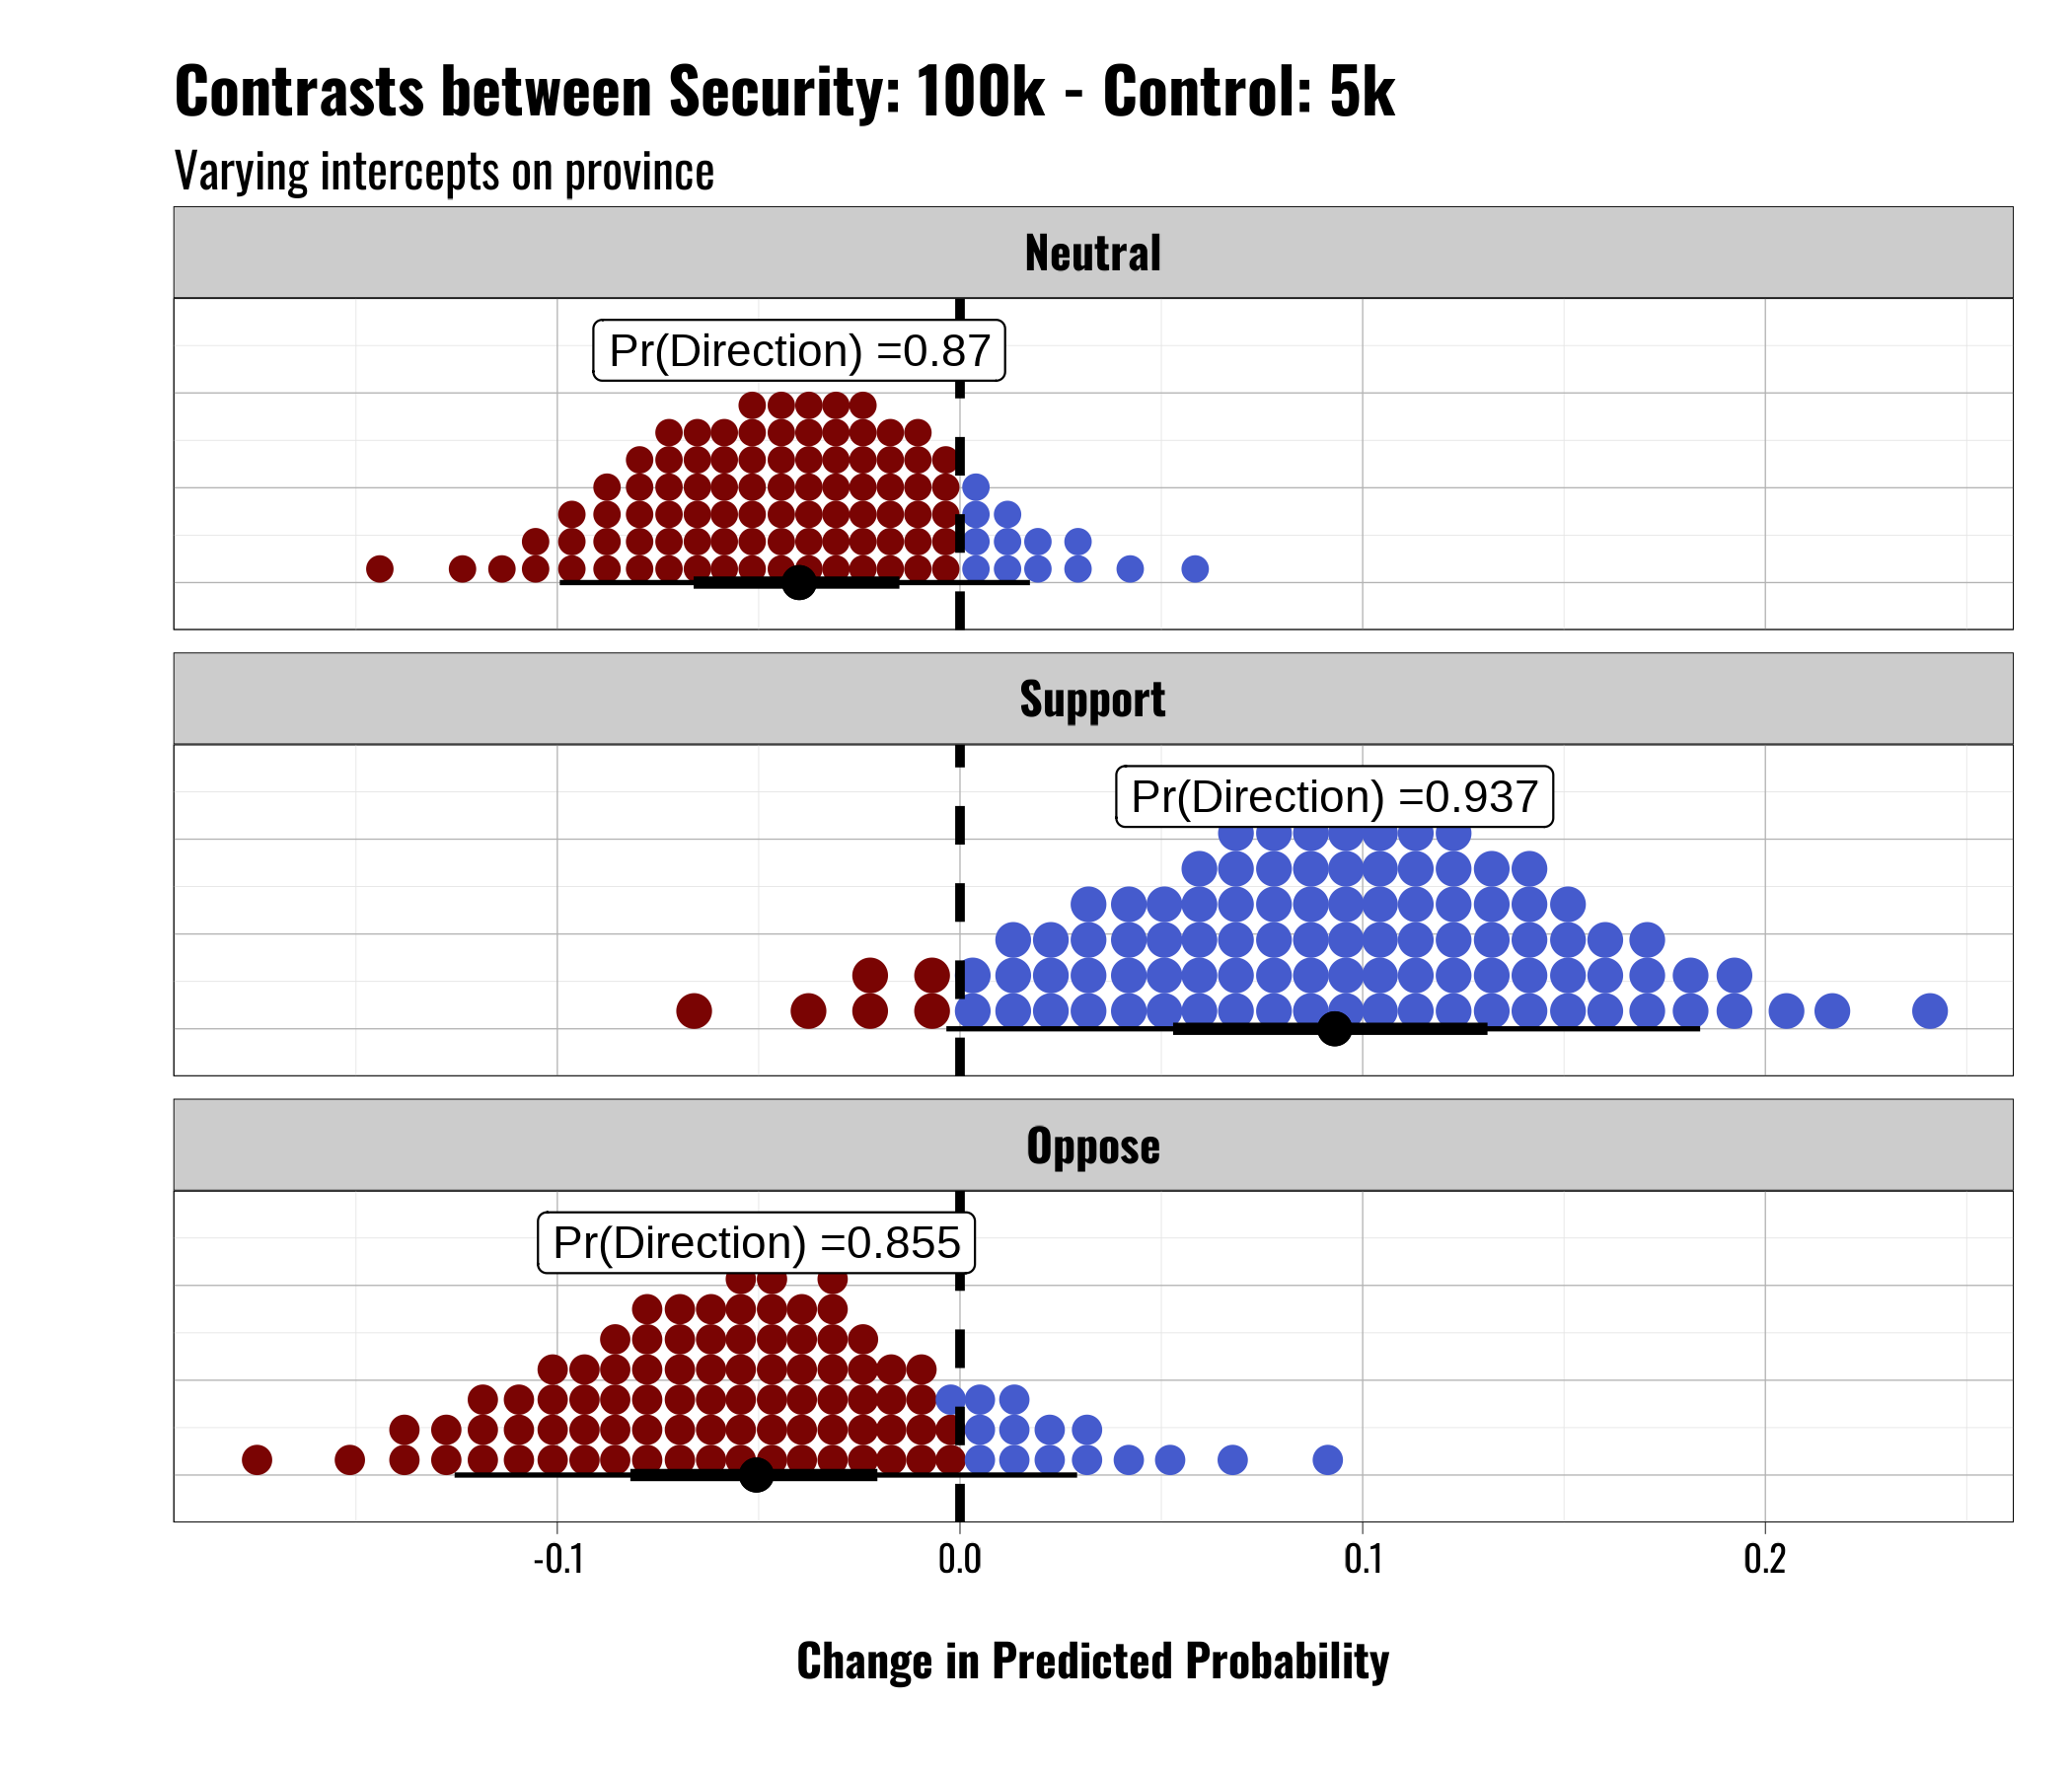 Contrasts between Security: 100k - Control: 5k
Varying intercepts on province
Neutral
Pr(Direction) =0.87
Support
Pr(Direction) =0.937
Oppose
Pr(Direction) =0.855
-0.1 0.0 0.1 0.2
Change in Predicted Probability